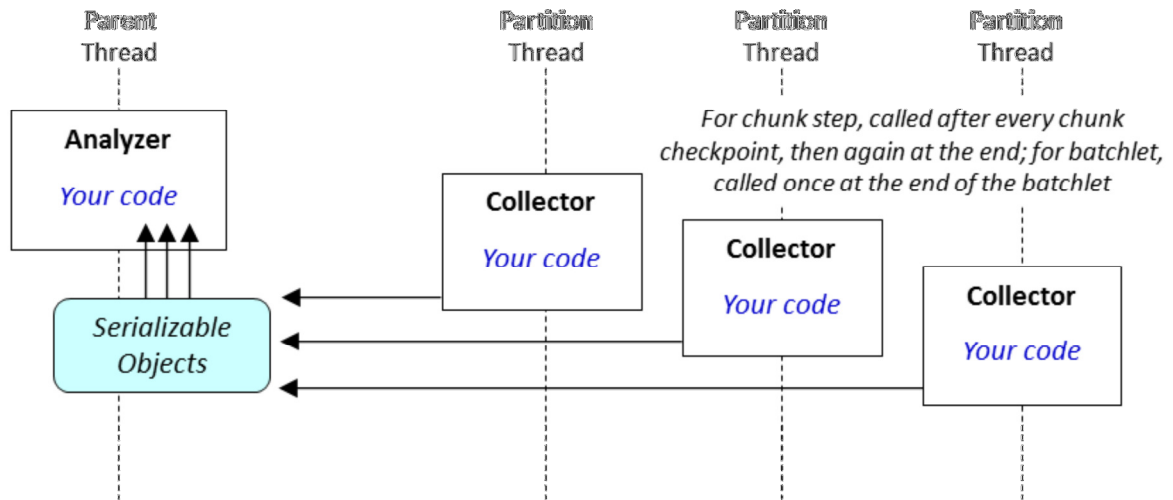 Parent
Thread
Partition
Thread
Partition
Thread
Partition
Thread
Analyzer
Your code
For chunk step, called after every chunk
checkpoint, then again at the end; for batchlet,
called once at the end of the batchlet
Collector
Your code
Collector
Your code
Collector
Your code
Serializable
Objects